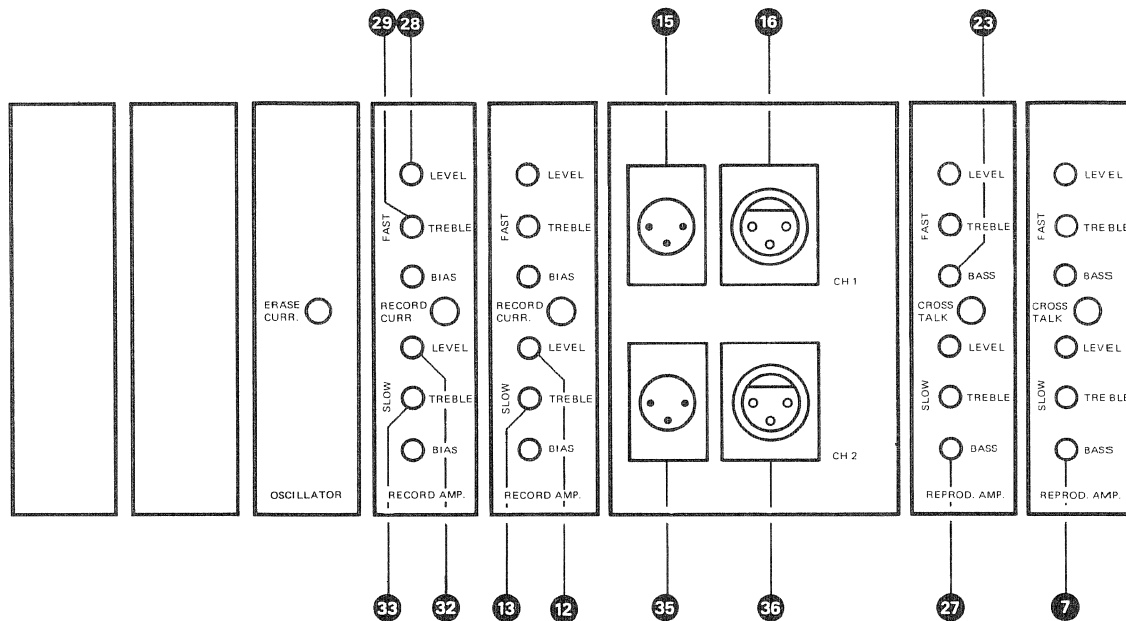 29 28 15 16 23
ERASE
CURR.
OSCILLATOR
LEVEL
FAST
TREBLE
BIAS
RECORD
CURR
LEVEL
SLOW
TREBLE
BIAS
RECORD AMP.
LEVEL
FAST
TREBLE
BIAS
RECORD
CURR.
LEVEL
SLOW
TREBLE
BIAS
RECORD AMP.
CH 1
CH 2
LEVEL
FAST
TREBLE
BASS
CROSS
TALK
LEVEL
SLOW
TREBLE
BASS
REPROD. AMP.
LEVEL
FAST
TREBLE
BASS
CROSS
TALK
LEVEL
SLOW
TREBLE
BASS
REPROD. AMP.
33 32 13 12 35 36 27 7